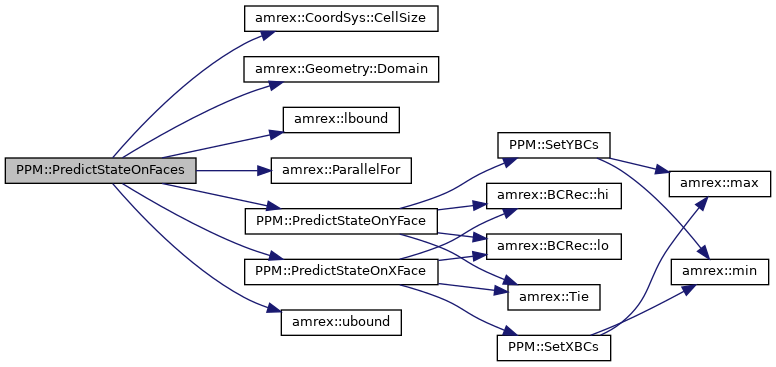 PPM::PredictStateOnFaces
amrex::CoordSys::CellSize
amrex::Geometry::Domain
amrex::lbound
amrex::ParallelFor
PPM::PredictStateOnYFace
PPM::PredictStateOnXFace
amrex::ubound
PPM::SetYBCs
amrex::BCRec::hi
amrex::BCRec::lo
amrex::Tie
PPM::SetXBCs
amrex::max
amrex::min